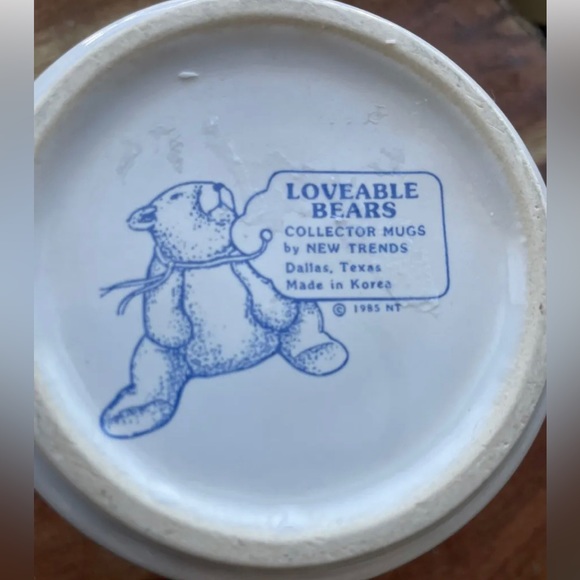 LOVEABLE
BEARS
COLLECTOR MUGS
by NEW TRENDS
Dallas, Texas
Made in Korea
© 1985 NT